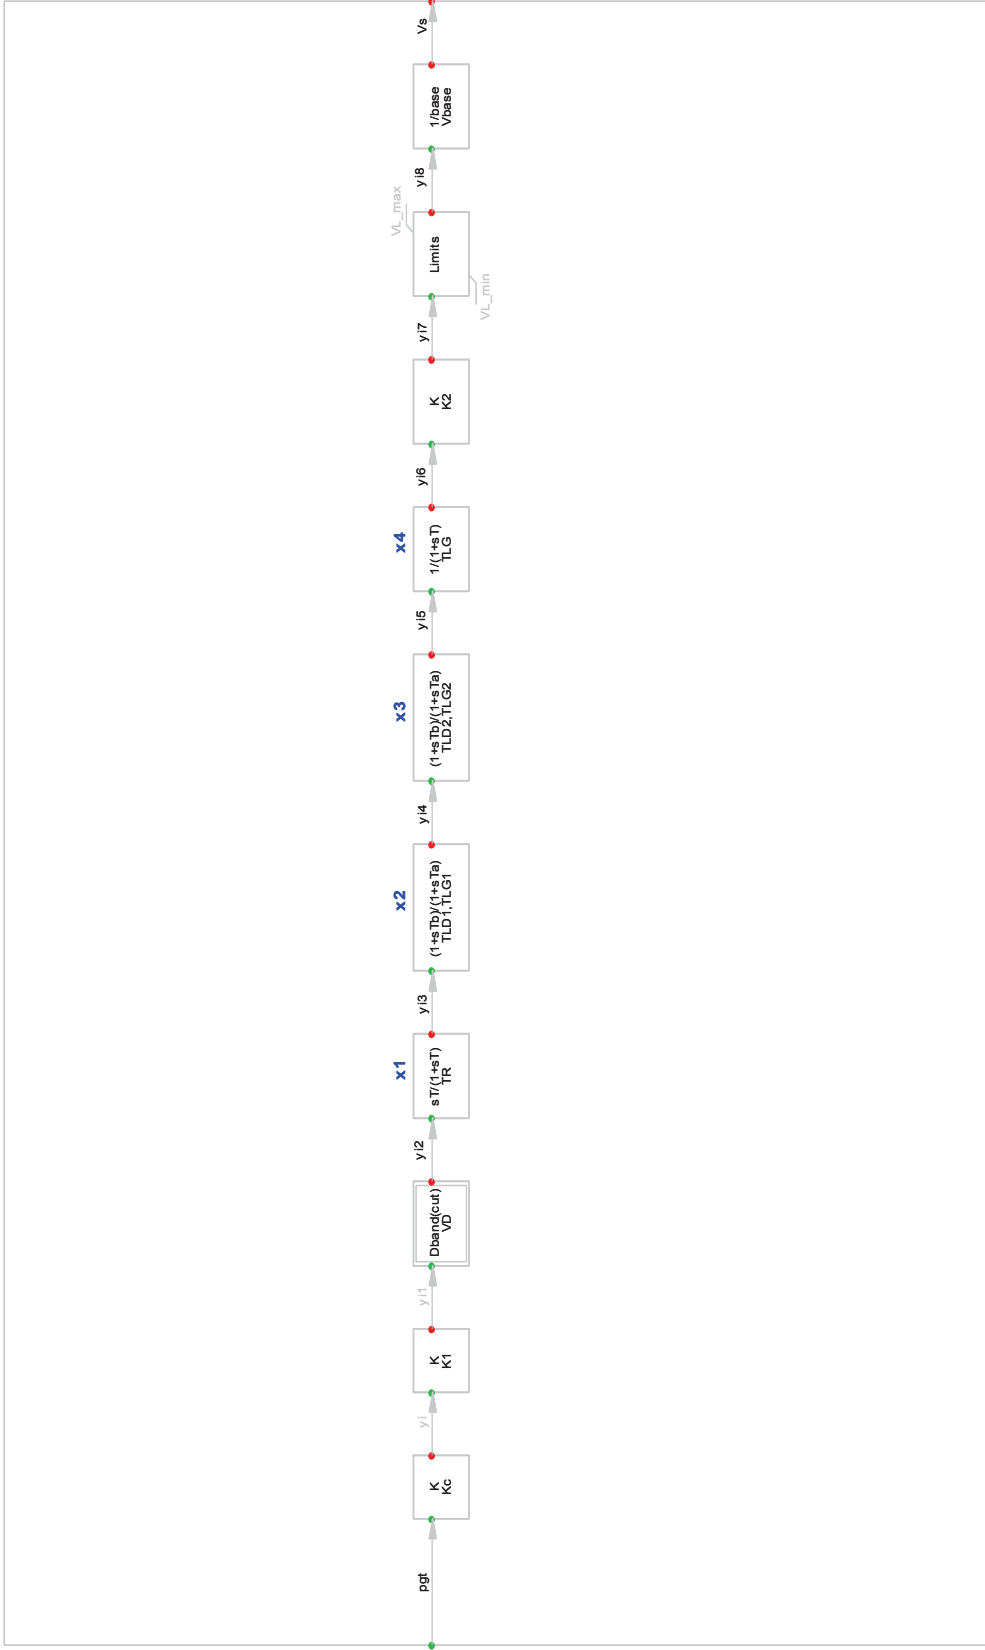 pgt
K
Kc
yi
K
K1
yi1
Dband(cut)
VD
yi2
x1
sT/(1+sT)
TR
yi3
x2
(1+sTb)/(1+sTa)
TLD1,TLG1
yi4
x3
(1+sTb)/(1+sTa)
TLD2,TLG2
yi5
x4
1/(1+sT)
TLG
yi6
K
K2
yi7
VL_max
Limits
VL_min
yi8
1/base
Vbase
Vs